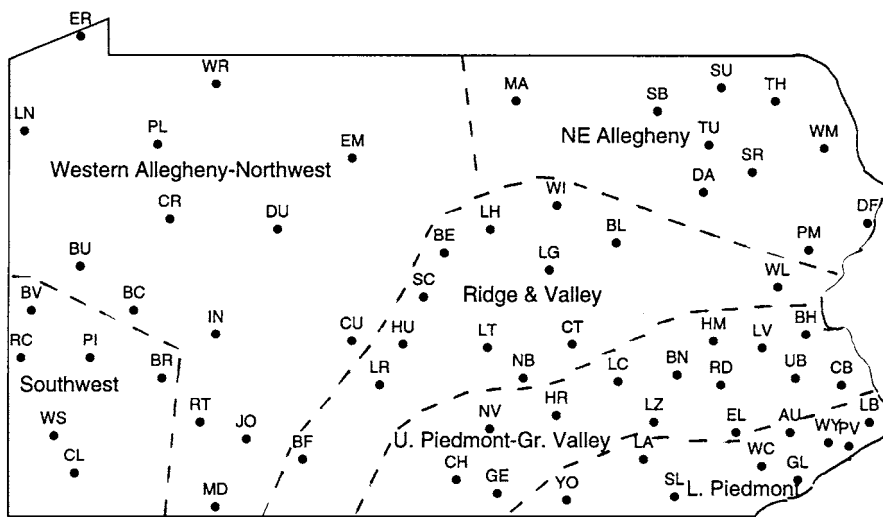 ER
WR
MA
SU
TH
SB
LN
PL
EM
NE Allegheny
TU
WM
Western Allegheny-Northwest
SR
DA
WI
CR
DU
LH
BL
DF
BE
PM
BU
LG
SC
WL
BV
BC
Ridge & Valley
IN
CU
HU
LT
CT
HM
LV
BH
RC
PI
BR
LR
NB
LC
BN
RD
UB
CB
Southwest
RT
JO
NV
HR
LZ
EL
AU
LB
WS
U. Piedmont-Gr. Valley
WY
PV
CL
BF
LA
WC
CH
GE
YO
SL
GL
L. Piedmont
MD